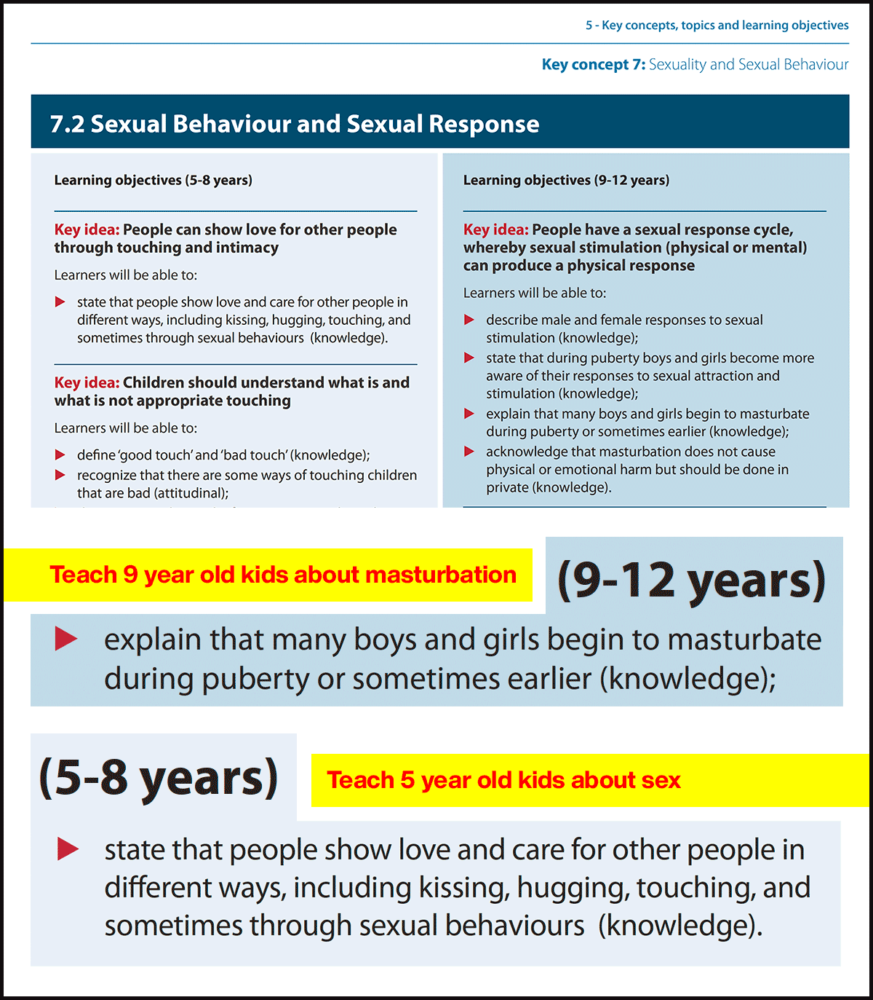 5 - Key concepts, topics and learning objectives
Key concept 7: Sexuality and Sexual Behaviour
7.2 Sexual Behaviour and Sexual Response
Learning objectives (5-8 years)
Key idea: People can show love for other people
through touching and intimacy
Learners will be able to:
state that people show love and care for other people in
different ways, including kissing, hugging, touching, and
sometimes through sexual behaviours (knowledge).
Key idea: Children should understand what is and
what is not appropriate touching
Learners will be able to:
define ‘good touch’ and ‘bad touch’ (knowledge);
recognize that there are some ways of touching children
that are bad (attitudinal);
Learning objectives (9-12 years)
Key idea: People have a sexual response cycle,
whereby sexual stimulation (physical or mental)
can produce a physical response
Learners will be able to:
describe male and female responses to sexual
stimulation (knowledge);
state that during puberty boys and girls become more
aware of their responses to sexual attraction and
stimulation (knowledge);
explain that many boys and girls begin to masturbate
during puberty or sometimes earlier (knowledge);
acknowledge that masturbation does not cause
physical or emotional harm but should be done in
private (knowledge).
Teach 9 year old kids about masturbation
(9-12 years)
explain that many boys and girls begin to masturbate
during puberty or sometimes earlier (knowledge);
(5-8 years)
Teach 5 year old kids about sex
state that people show love and care for other people in
different ways, including kissing, hugging, touching, and
sometimes through sexual behaviours (knowledge).